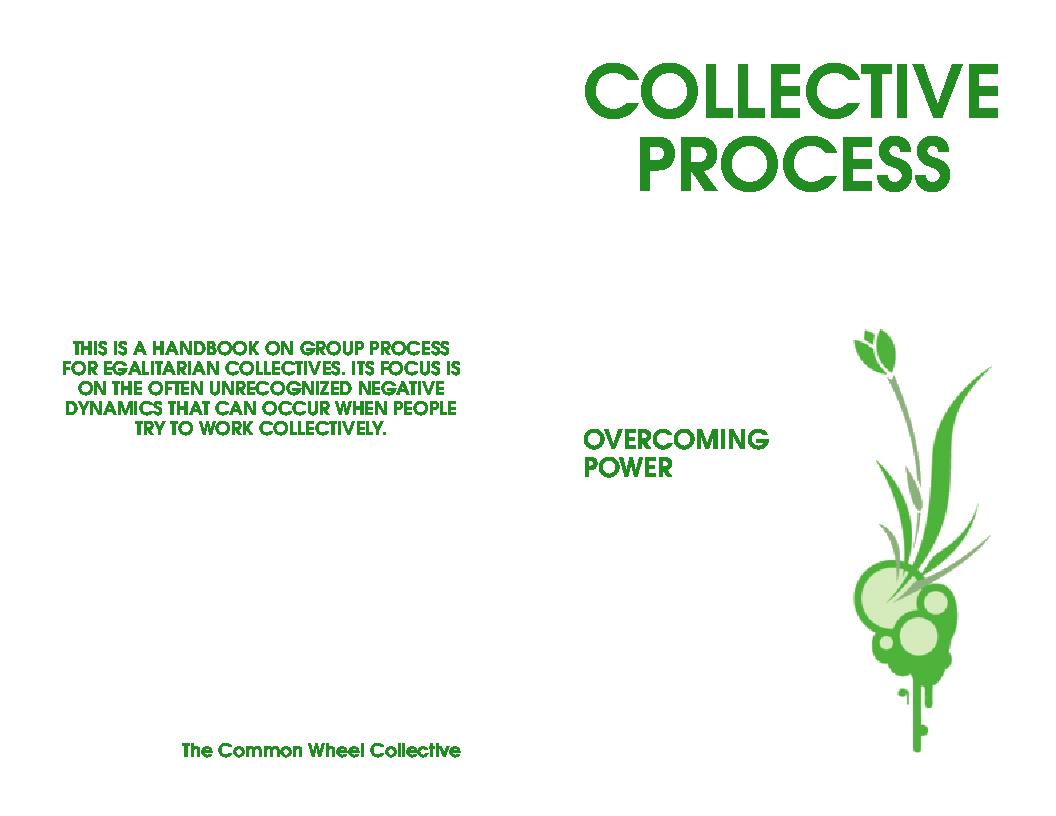 COLLECTIVE
PROCESS
THIS IS A HANDBOOK ON GROUP PROCESS
FOR EGALITARIAN COLLECTIVES. ITS FOCUS IS
ON THE OFTEN UNRECOGNIZED NEGATIVE
DYNAMICS THAT CAN OCCUR WHEN PEOPLE
TRY TO WORK COLLECTIVELY.
OVERCOMING
POWER
The Common Wheel Collective